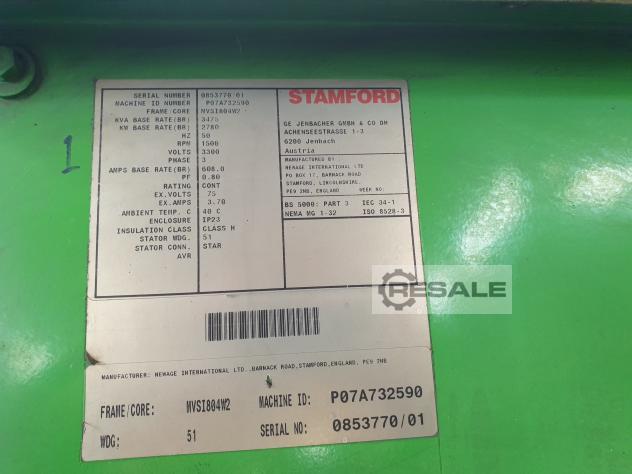 1
SERIAL NUMBER 0853770/01
MACHINE ID NUMBER P07A732590
FRAME/CORE MVSI804W2
KVA BASE RATE(BR) 3475
KW BASE RATE(BR) 2780
HZ 50
RPM 1500
VOLTS 3300
PHASE 3
AMPS BASE RATE(BR) 608.0
PF 0.80
RATING CONT
EX.VOLTS 75
EX.AMPS 3.70
AMBIENT TEMP. C 40 C
ENCLOSURE IP23
INSULATION CLASS CLASS H
STATOR WDG. 51
STATOR CONN. STAR
AVR
STAMFORD
GE JENBACHER GMBH & CO OH
ACHENSEESTRASSE 1-3
6200 Jenbach
Austria
MANUFACTURED BY
NEWAGE INTERNATIONAL LTD
PO BOX 17, BARNACK ROAD
STAMFORD, LINCOLNSHIRE.
PE9 2NB, ENGLAND WEEK NO:
BS 5000: PART 3 IEC 34-1
NEMA MG 1-32 ISO 8528-3
RESALE
MANUFACTURER: NEWAGE INTERNATIONAL LTD.,BARNACK ROAD,STAMFORD,ENGLAND, PE9 2NB
FRAME/CORE: MVSI804W2 MACHINE ID: P07A732590
WDG: 51 SERIAL NO: 0853770/01